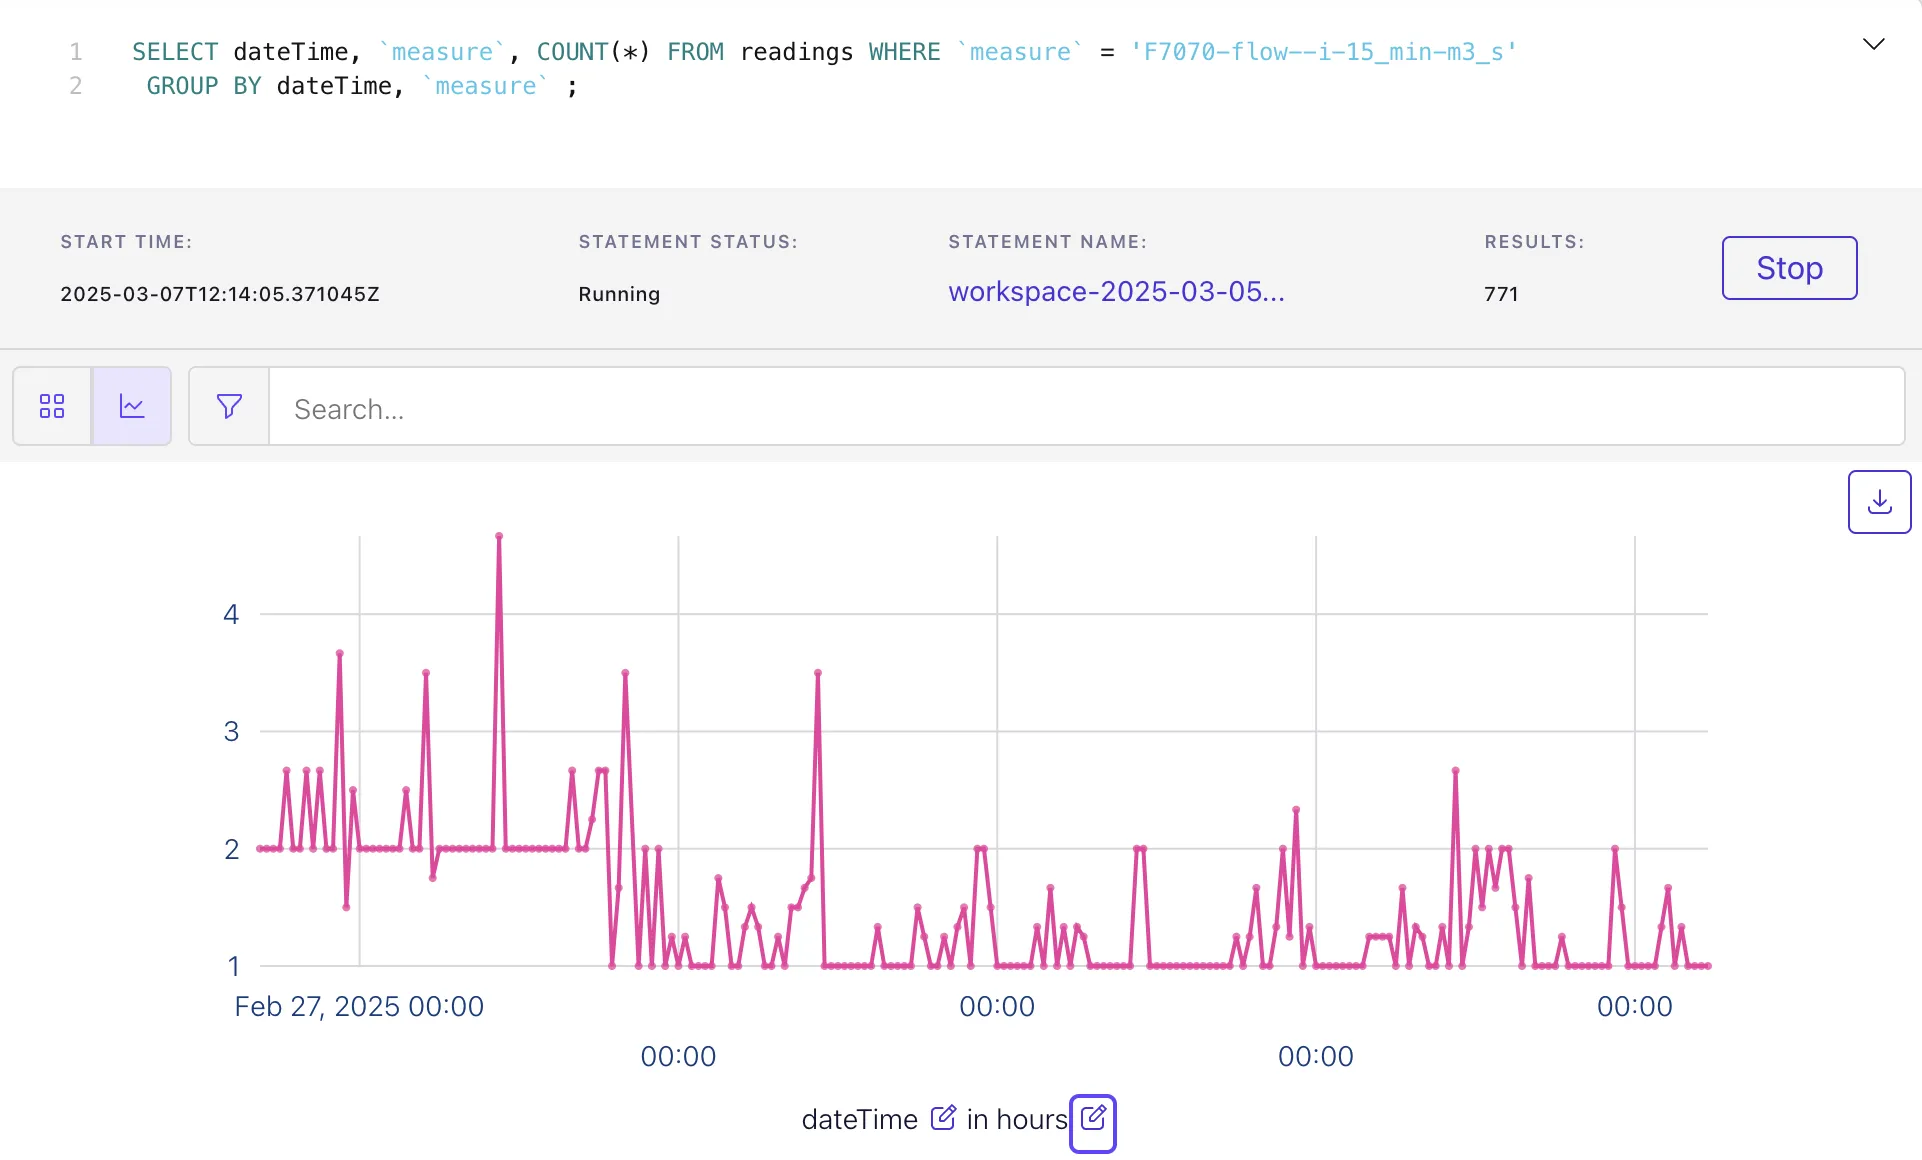 1 SELECT dateTime, `measure`, COUNT(*) FROM readings WHERE `measure` = 'F7070-flow--i-15_min-m3_s'
2 GROUP BY dateTime, `measure` ;
START TIME: STATEMENT STATUS: STATEMENT NAME: RESULTS:
2025-03-07T12:14:05.371045Z Running workspace-2025-03-05... 771
Stop
Search...
4
3
2
1
Feb 27, 2025 00:00 00:00 00:00
00:00 00:00
dateTime in hours